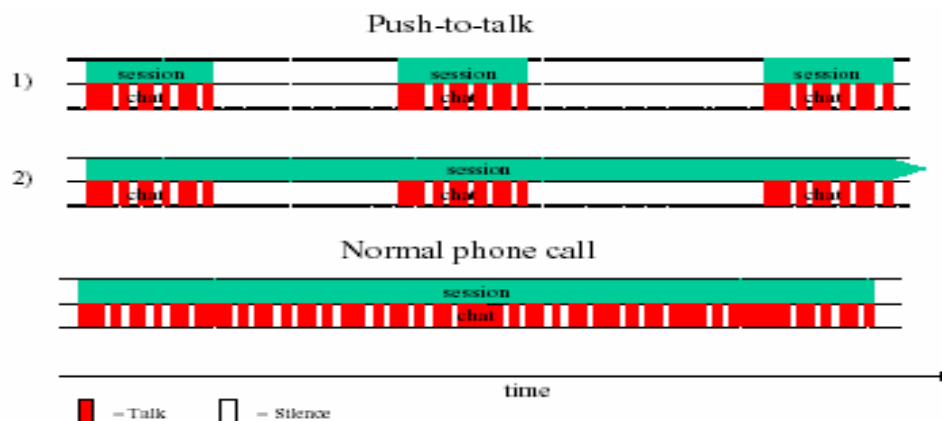 Push-to-talk
1) session session session
chat chat chat
2) session
chat chat chat
Normal phone call
session
chat
time
– Talk – Silence